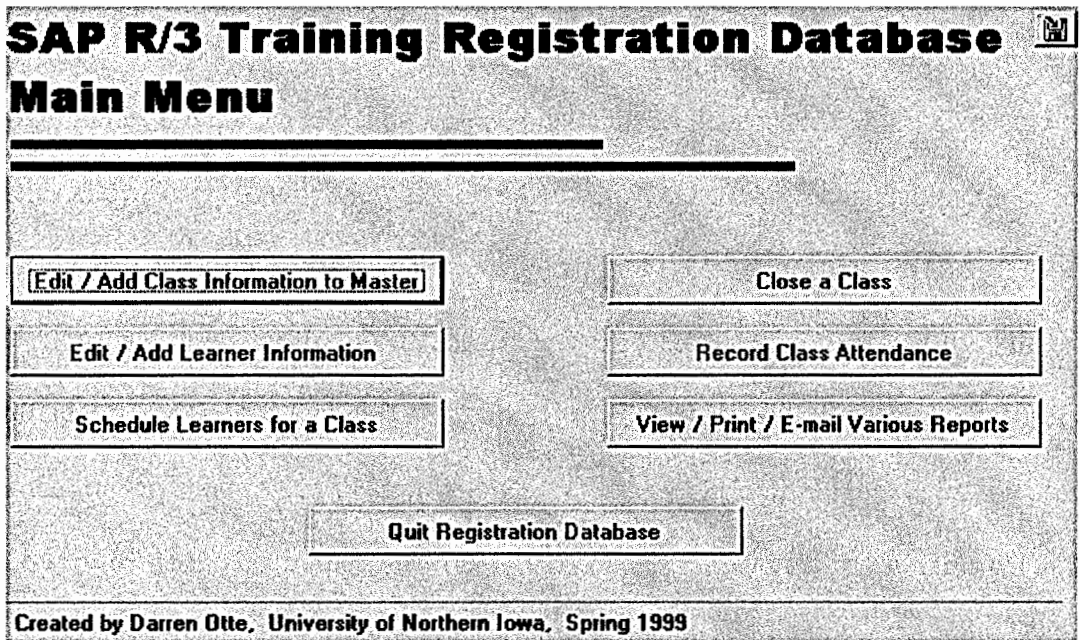 SAP R/3 Training Registration Database
Main Menu
Edit / Add Class Information to Master
Close a Class
Edit / Add Learner Information
Record Class Attendance
Schedule Learners for a Class
View / Print / E-mail Various Reports
Quit Registration Database
Created by Darren Otte, University of Northern Iowa, Spring 1999